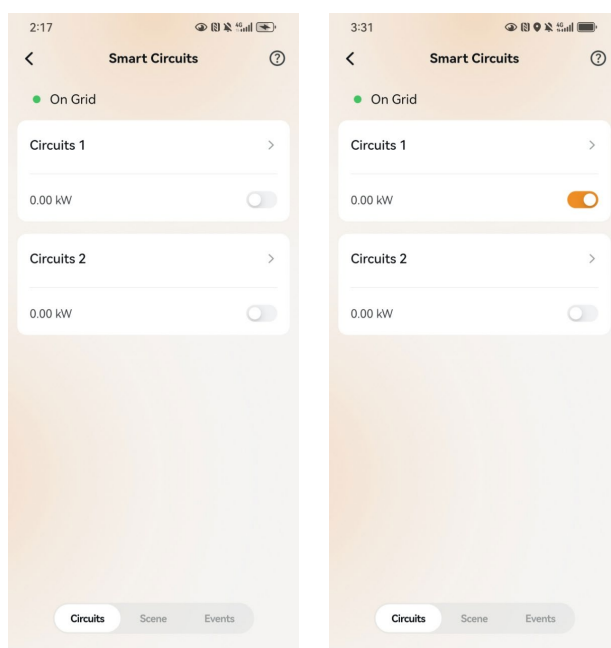 2:17
4G
Smart Circuits
On Grid
Circuits 1
0.00 kW
Circuits 2
0.00 kW
Circuits Scene Events
3:31
4G
Smart Circuits
On Grid
Circuits 1
0.00 kW
Circuits 2
0.00 kW
Circuits Scene Events